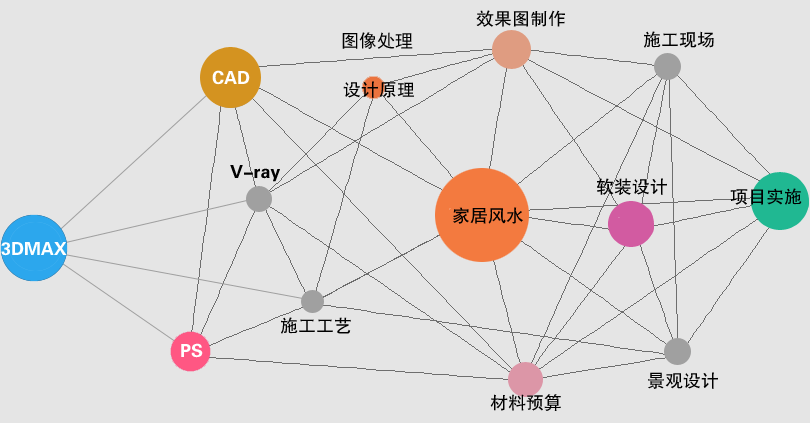 效果图制作
图像处理
施工现场
CAD
设计原理
V-ray
软装设计
项目实施
家居风水
3DMAX
施工工艺
PS
景观设计
材料预算